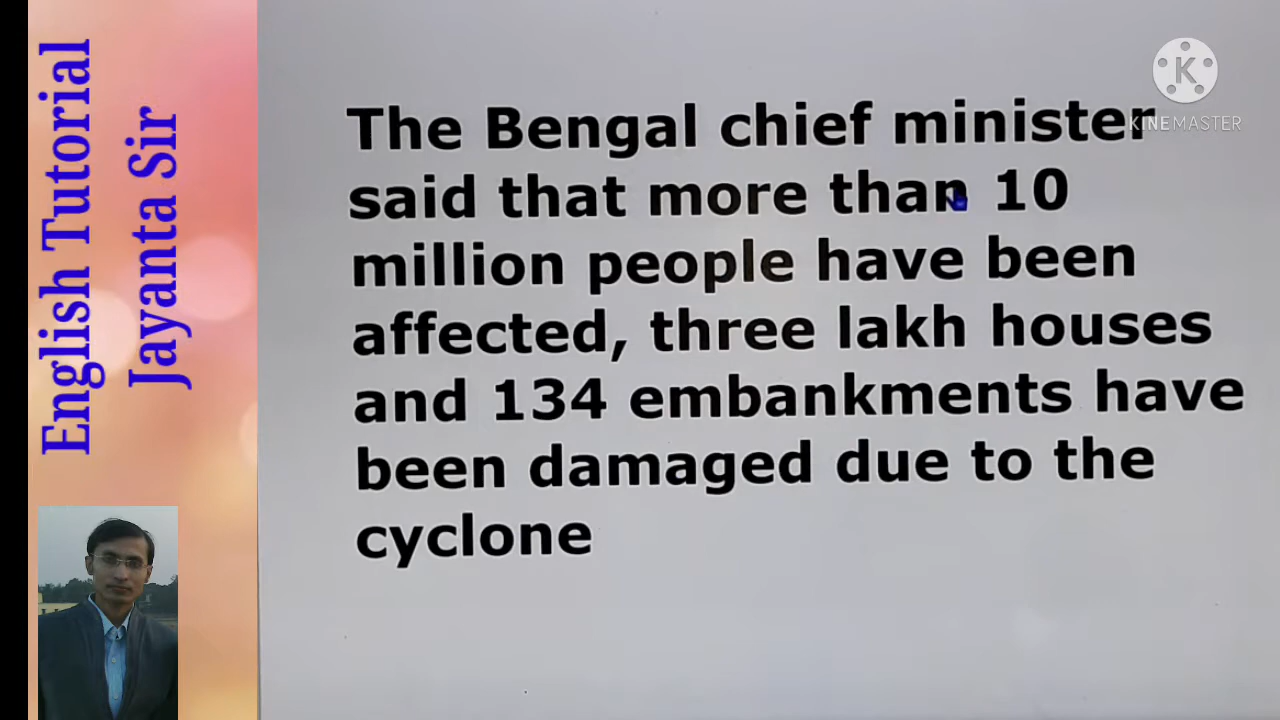 English Tutorial
Jayanta Sir
The Bengal chief minister
said that more than 10
million people have been
affected, three lakh houses
and 134 embankments have
been damaged due to the
cyclone
K
KINEMASTER